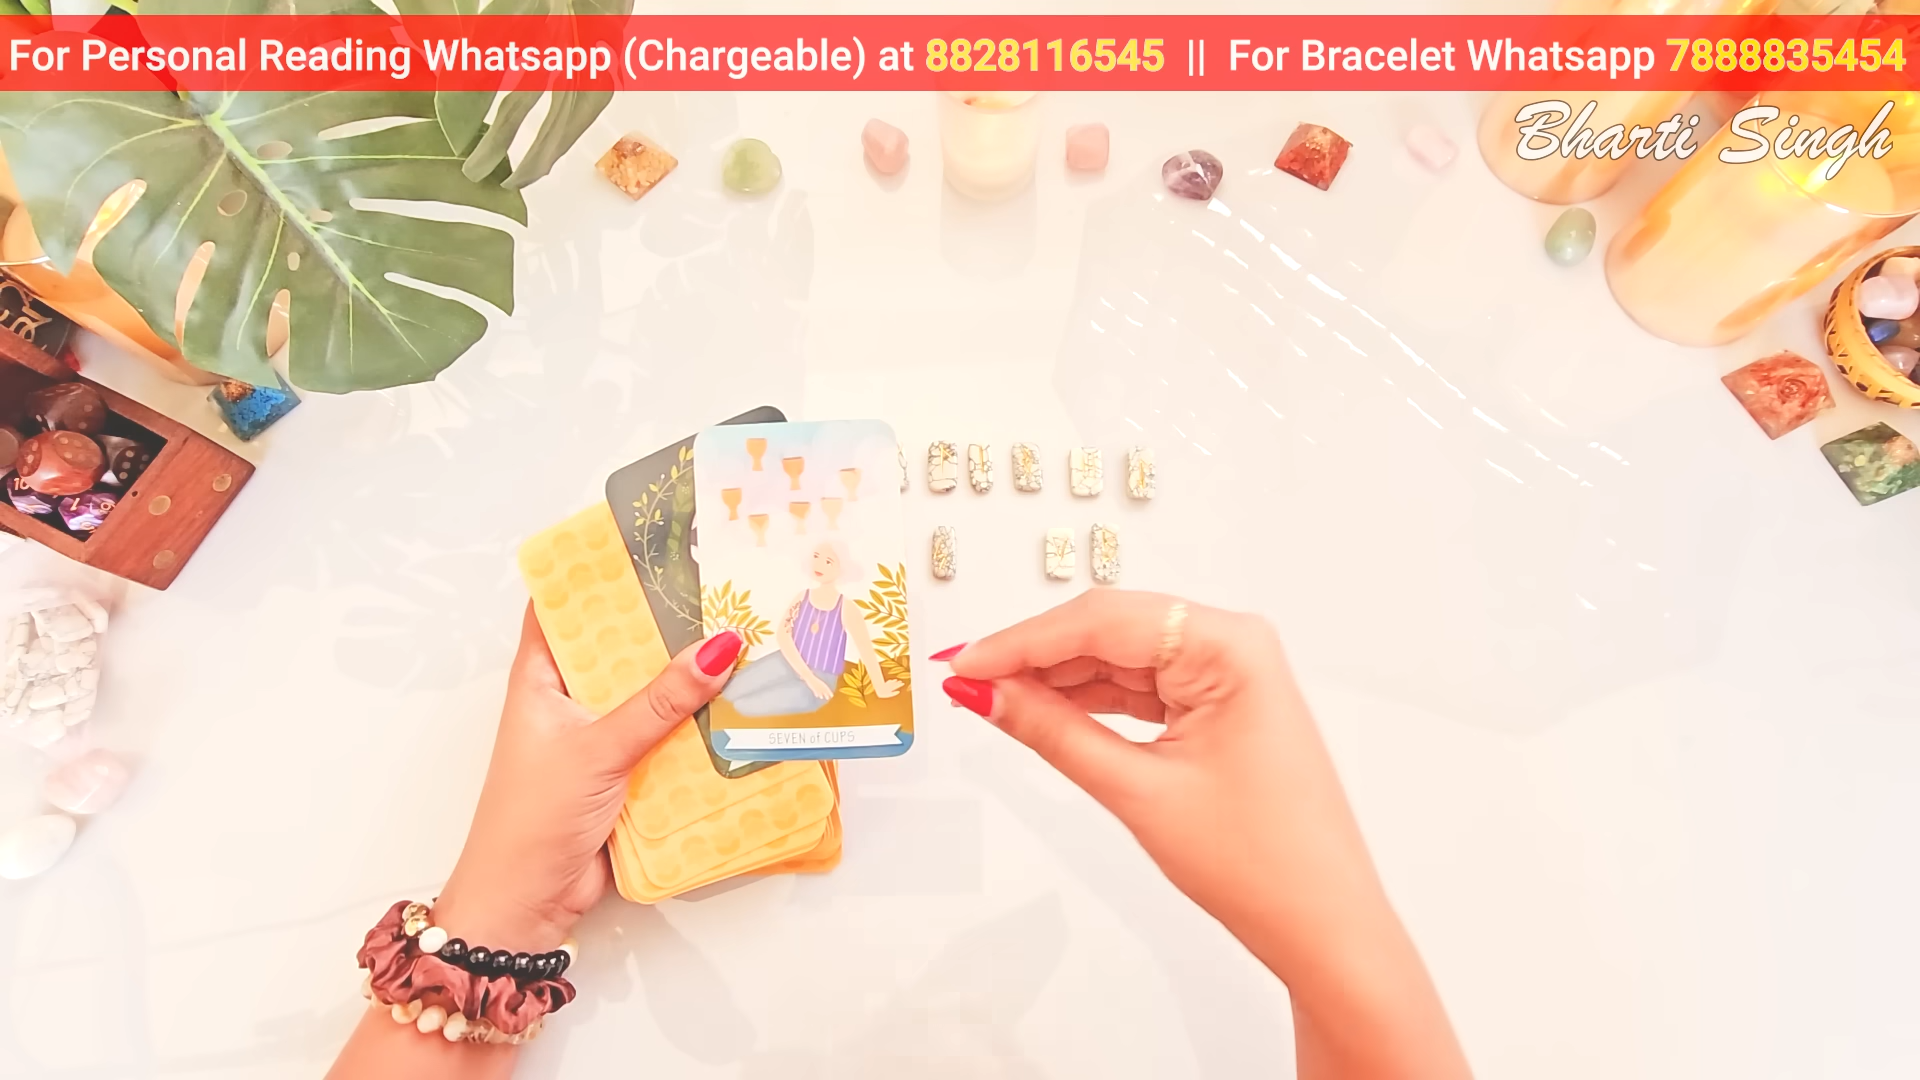 For Personal Reading Whatsapp (Chargeable) at 8828116545 || For Bracelet Whatsapp 7888835454
Bharti Singh
SEVEN of CUPS